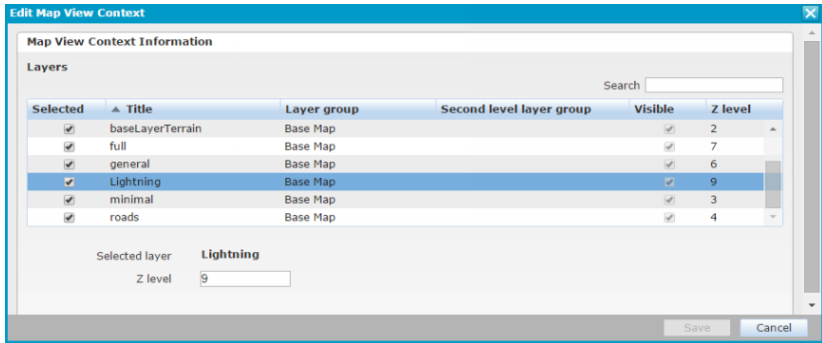 Edit Map View Context
Map View Context Information
Layers
Search
Selected Title Layer group Second level layer group Visible Z level
baseLayerTerrain Base Map 2
full Base Map 7
general Base Map 6
Lightning Base Map 9
minimal Base Map 3
roads Base Map 4
Selected layer Lightning
Z level 9
Save Cancel